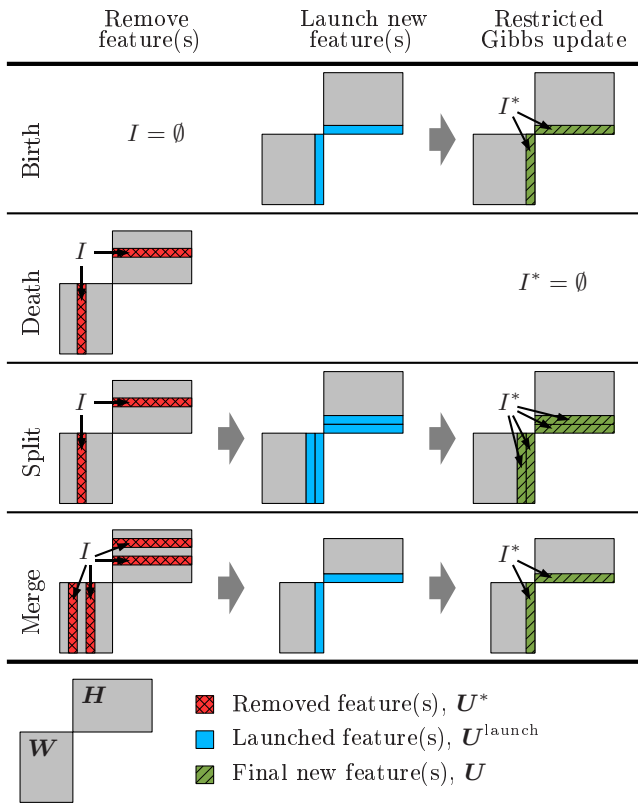 Remove feature(s)
Launch new feature(s)
Restricted Gibbs update
Birth
I = ∅
I*
Death
I
I* = ∅
Split
I
I*
Merge
I
I*
H
W
Removed feature(s), U*
Launched feature(s), U^launch
Final new feature(s), U